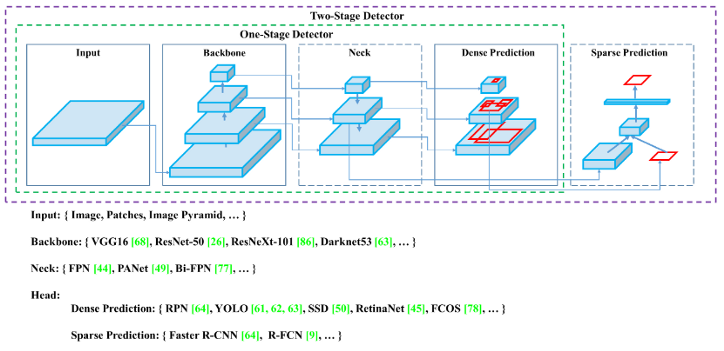 Two-Stage Detector
One-Stage Detector
Input
Backbone
Neck
Dense Prediction
Sparse Prediction
Input: { Image, Patches, Image Pyramid, … }
Backbone: { VGG16 [68], ResNet-50 [26], ResNeXt-101 [86], Darknet53 [63], … }
Neck: { FPN [44], PANet [49], Bi-FPN [77], … }
Head:
Dense Prediction: { RPN [64], YOLO [61, 62, 63], SSD [50], RetinaNet [45], FCOS [78], … }
Sparse Prediction: { Faster R-CNN [64], R-FCN [9], … }